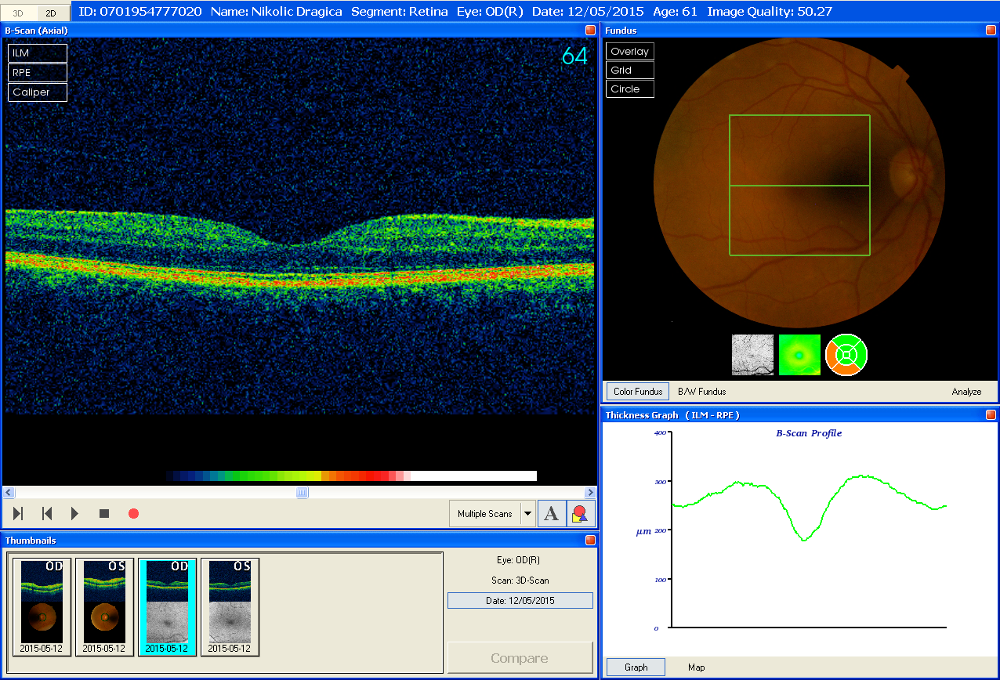 3D 2D ID: 0701954777020 Name: Nikolic Dragica Segment: Retina Eye: OD(R) Date: 12/05/2015 Age: 61 Image Quality: 50.27
B-Scan (Axial)
ILM
RPE
Caliper
64
Multiple Scans
A
Fundus
Overlay
Grid
Circle
Color Fundus B/W Fundus Analyze
Thickness Graph ( ILM - RPE )
B-Scan Profile
400
300
µm 200
100
0
Graph Map
Thumbnails
OD OS OD OS
2015-05-12 2015-05-12 2015-05-12 2015-05-12
Eye: OD(R)
Scan: 3D-Scan
Date: 12/05/2015
Compare